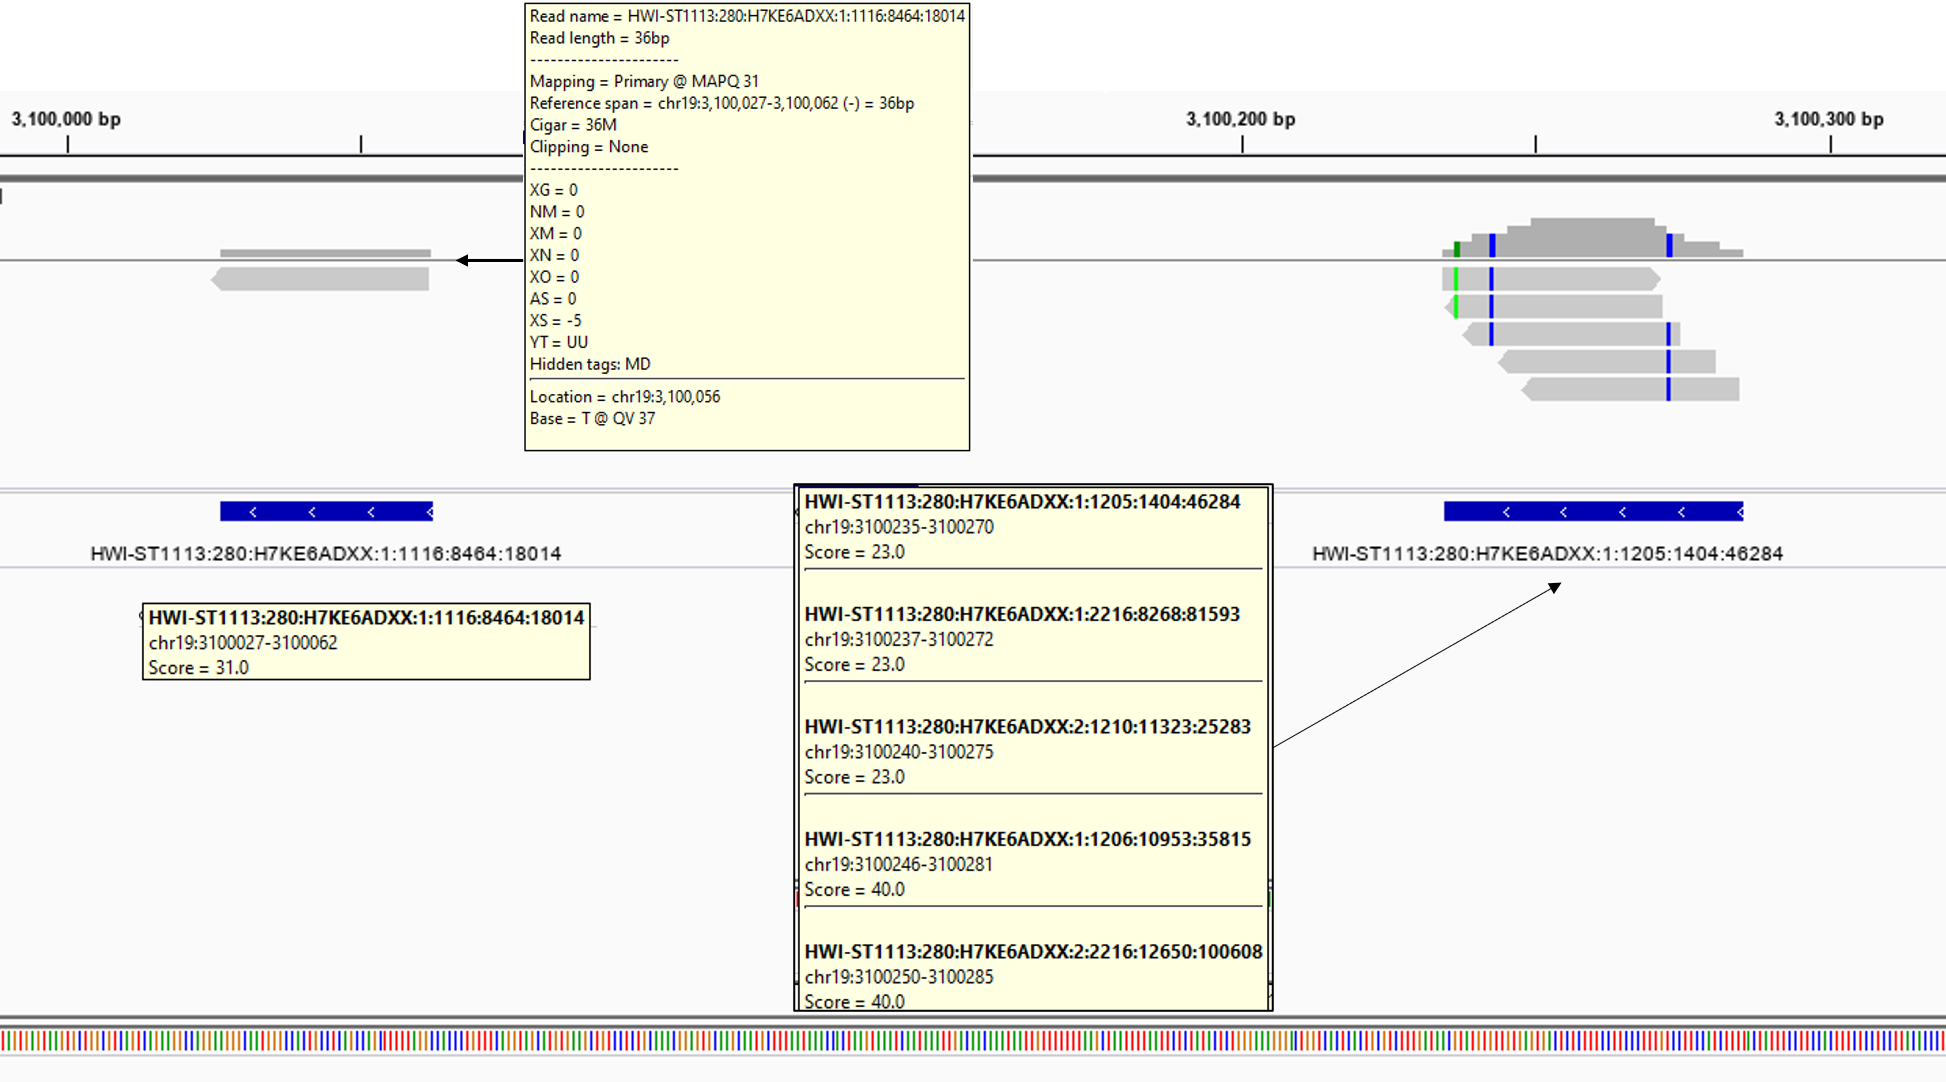 Read name = HWI-ST1113:280:H7KE6ADXX:1:1116:8464:18014
Read length = 36bp
----------------------
Mapping = Primary @ MAPQ 31
Reference span = chr19:3,100,027-3,100,062 (-) = 36bp
Cigar = 36M
Clipping = None
----------------------
XG = 0
NM = 0
XM = 0
XN = 0
XO = 0
AS = 0
XS = -5
YT = UU
Hidden tags: MD
Location = chr19:3,100,056
Base = T @ QV 37
3,100,000 bp
3,100,200 bp
3,100,300 bp
HWI-ST1113:280:H7KE6ADXX:1:1116:8464:18014
HWI-ST1113:280:H7KE6ADXX:1:1205:1404:46284
HWI-ST1113:280:H7KE6ADXX:1:1116:8464:18014
chr19:3100027-3100062
Score = 31.0
HWI-ST1113:280:H7KE6ADXX:1:1205:1404:46284
chr19:3100235-3100270
Score = 23.0
HWI-ST1113:280:H7KE6ADXX:1:2216:8268:81593
chr19:3100237-3100272
Score = 23.0
HWI-ST1113:280:H7KE6ADXX:2:1210:11323:25283
chr19:3100240-3100275
Score = 23.0
HWI-ST1113:280:H7KE6ADXX:1:1206:10953:35815
chr19:3100246-3100281
Score = 40.0
HWI-ST1113:280:H7KE6ADXX:2:2216:12650:100608
chr19:3100250-3100285
Score = 40.0